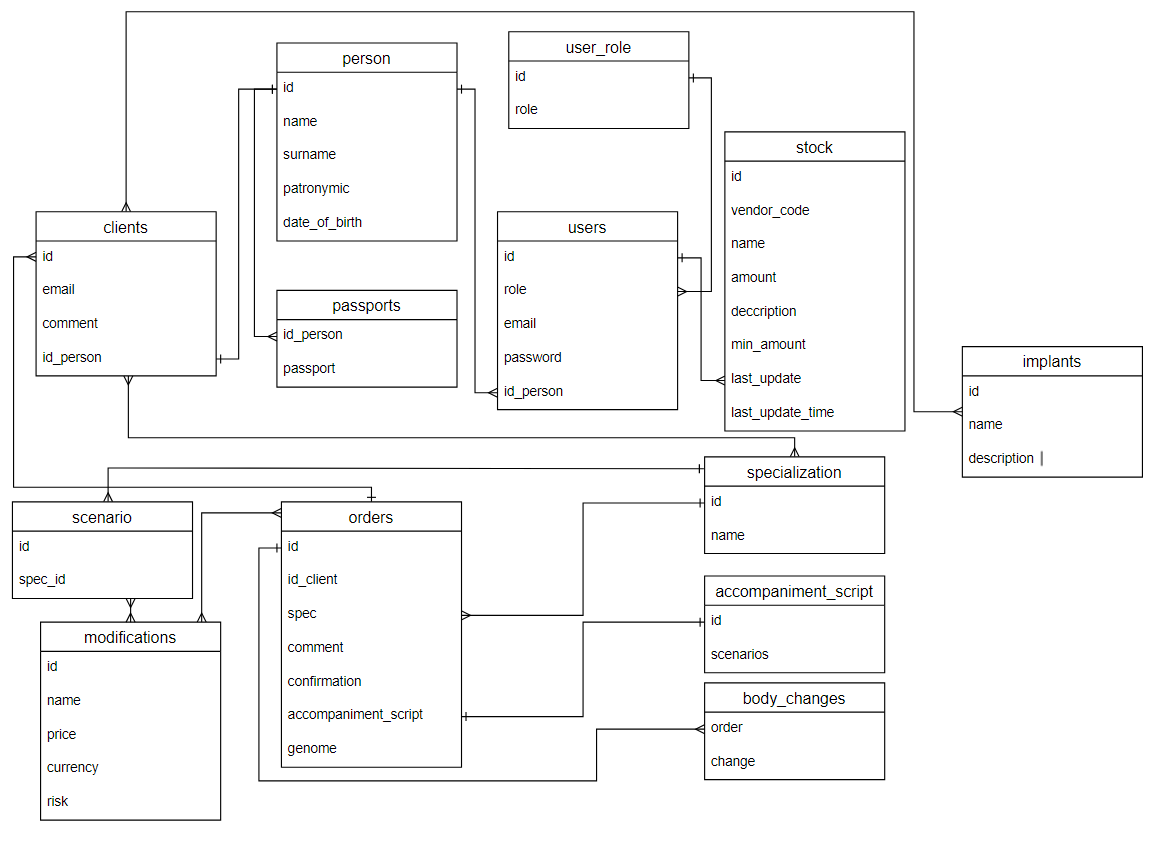 person
id
name
surname
patronymic
date_of_birth
user_role
id
role
stock
id
vendor_code
name
amount
deccription
min_amount
last_update
last_update_time
clients
id
email
comment
id_person
users
id
role
email
password
id_person
passports
id_person
passport
implants
id
name
description
specialization
id
name
scenario
id
spec_id
orders
id
id_client
spec
comment
confirmation
accompaniment_script
genome
accompaniment_script
id
scenarios
modifications
id
name
price
currency
risk
body_changes
order
change